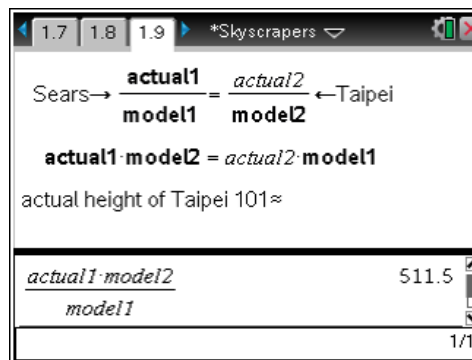 1.7 1.8 1.9 *Skyscrapers
Sears→ actual1/model1 = actual2/model2 ←Taipei
actual1·model2 = actual2·model1
actual height of Taipei 101≈
actual1·model2/model1 511.5
1/1